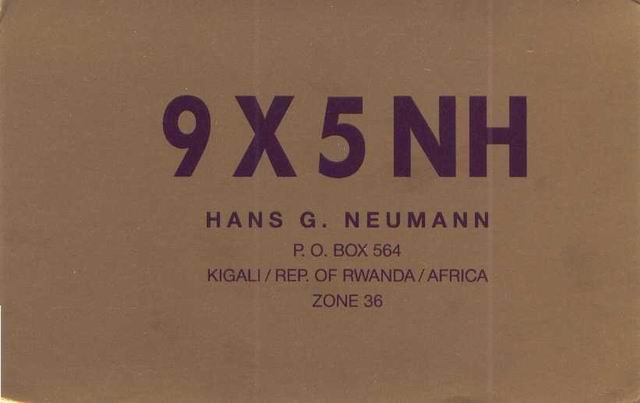 9X5NH
HANS G. NEUMANN
P. O. BOX 564
KIGALI / REP. OF RWANDA / AFRICA
ZONE 36